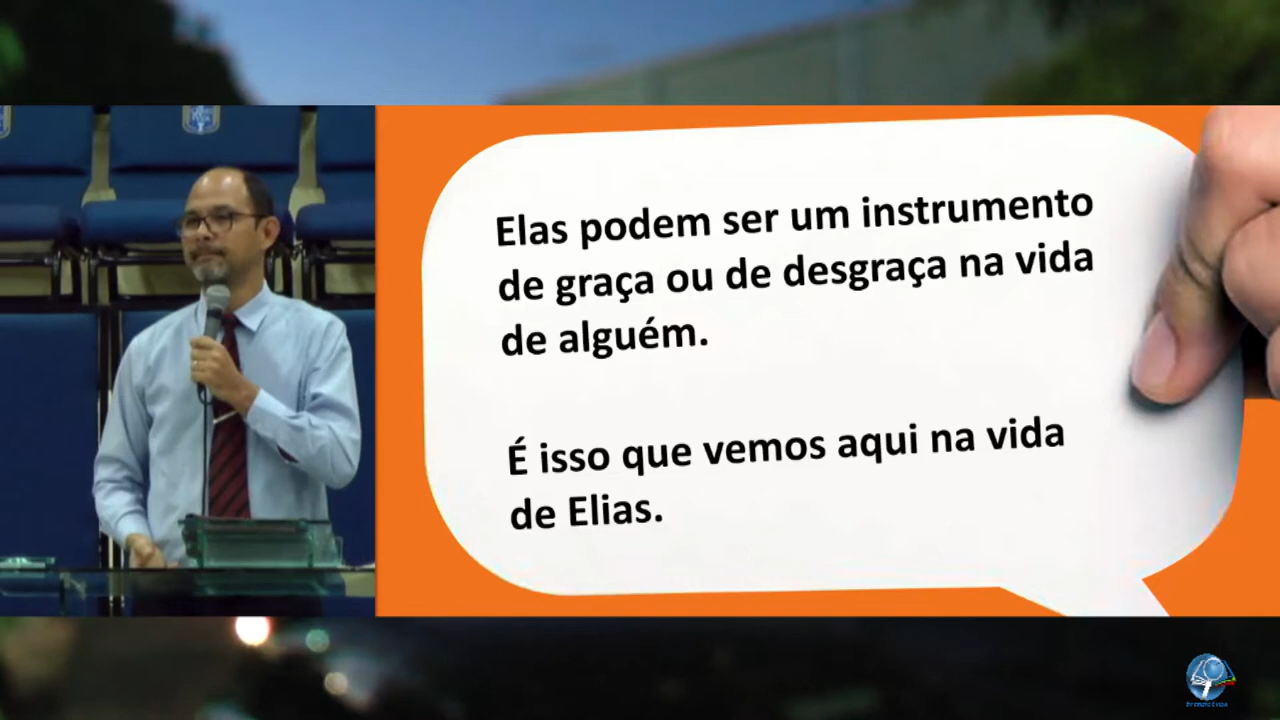 Elas podem ser um instrumento
de graça ou de desgraça na vida
de alguém.
É isso que vemos aqui na vida
de Elias.